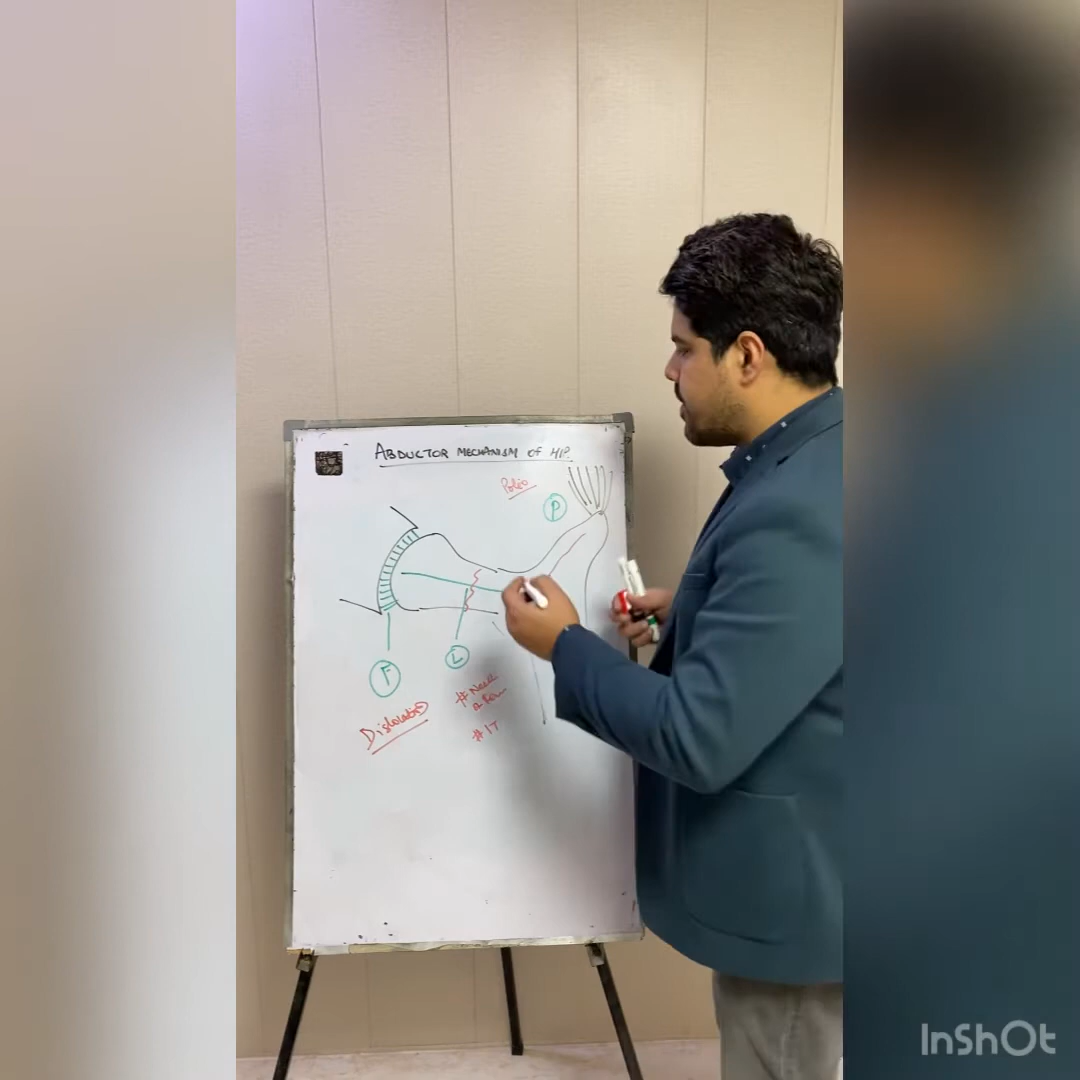 ABDUCTOR MECHANISM OF HIP.
Polio
P
F
L
# Neck
Dislocation
# IT
InShOt